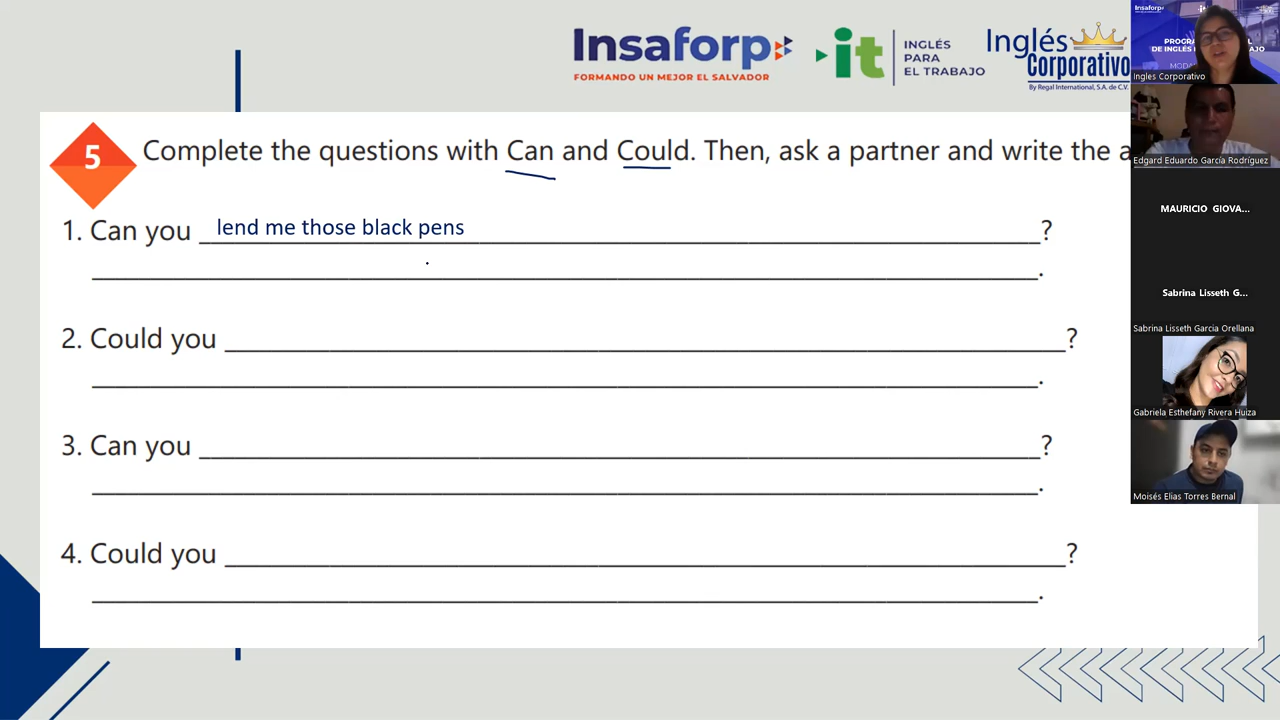 Insaforp
FORMANDO UN MEJOR EL SALVADOR
it
INGLÉS
PARA
EL TRABAJO
Inglés
Corporativo
By Regal International, S.A. de C.V.
5
Complete the questions with Can and Could. Then, ask a partner and write the a
1. Can you lend me those black pens ?
.
2. Could you ?
.
3. Can you ?
.
4. Could you ?
.
Insaforp
Ingles Corporativo
Edgard Eduardo García Rodríguez
MAURICIO GIOVA...
Sabrina Lisseth G...
Sabrina Lisseth Garcia Orellana
Gabriela Esthefany Rivera Huiza
Moisés Elias Torres Bernal